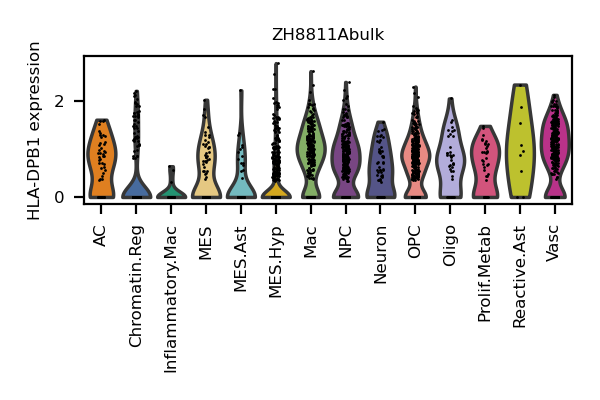 ZH8811Abulk
HLA-DPB1 expression
2
0
AC
Chromatin.Reg
Inflammatory.Mac
MES
MES.Ast
MES.Hyp
Mac
NPC
Neuron
OPC
Oligo
Prolif.Metab
Reactive.Ast
Vasc